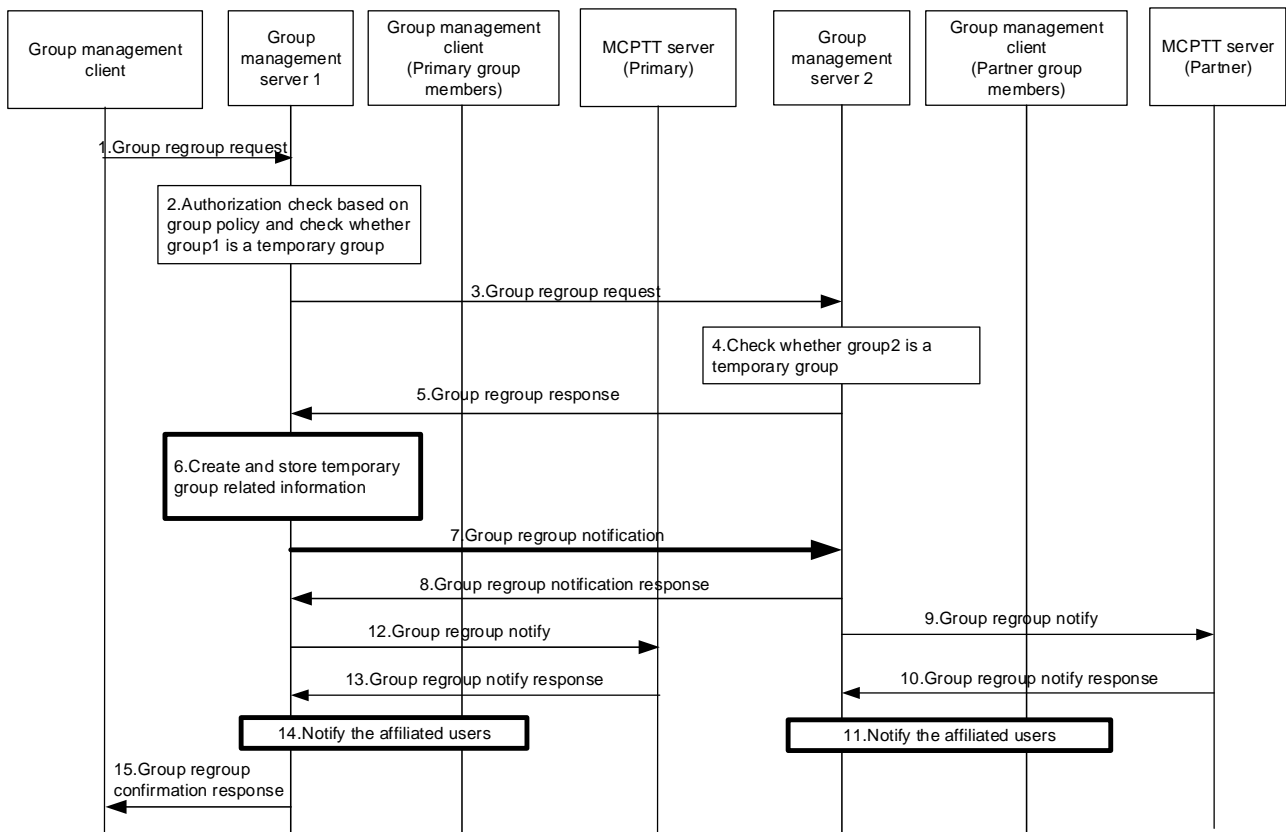 Group management
client
Group
management
server 1
Group management
client
(Primary group
members)
MCPTT server
(Primary)
Group
management
server 2
Group management
client
(Partner group
members)
MCPTT server
(Partner)
1.Group regroup request
2.Authorization check based on
group policy and check whether
group1 is a temporary group
3.Group regroup request
4.Check whether group2 is a
temporary group
5.Group regroup response
6.Create and store temporary
group related information
7.Group regroup notification
8.Group regroup notification response
9.Group regroup notify
12.Group regroup notify
13.Group regroup notify response
10.Group regroup notify response
14.Notify the affiliated users
11.Notify the affiliated users
15.Group regroup
confirmation response